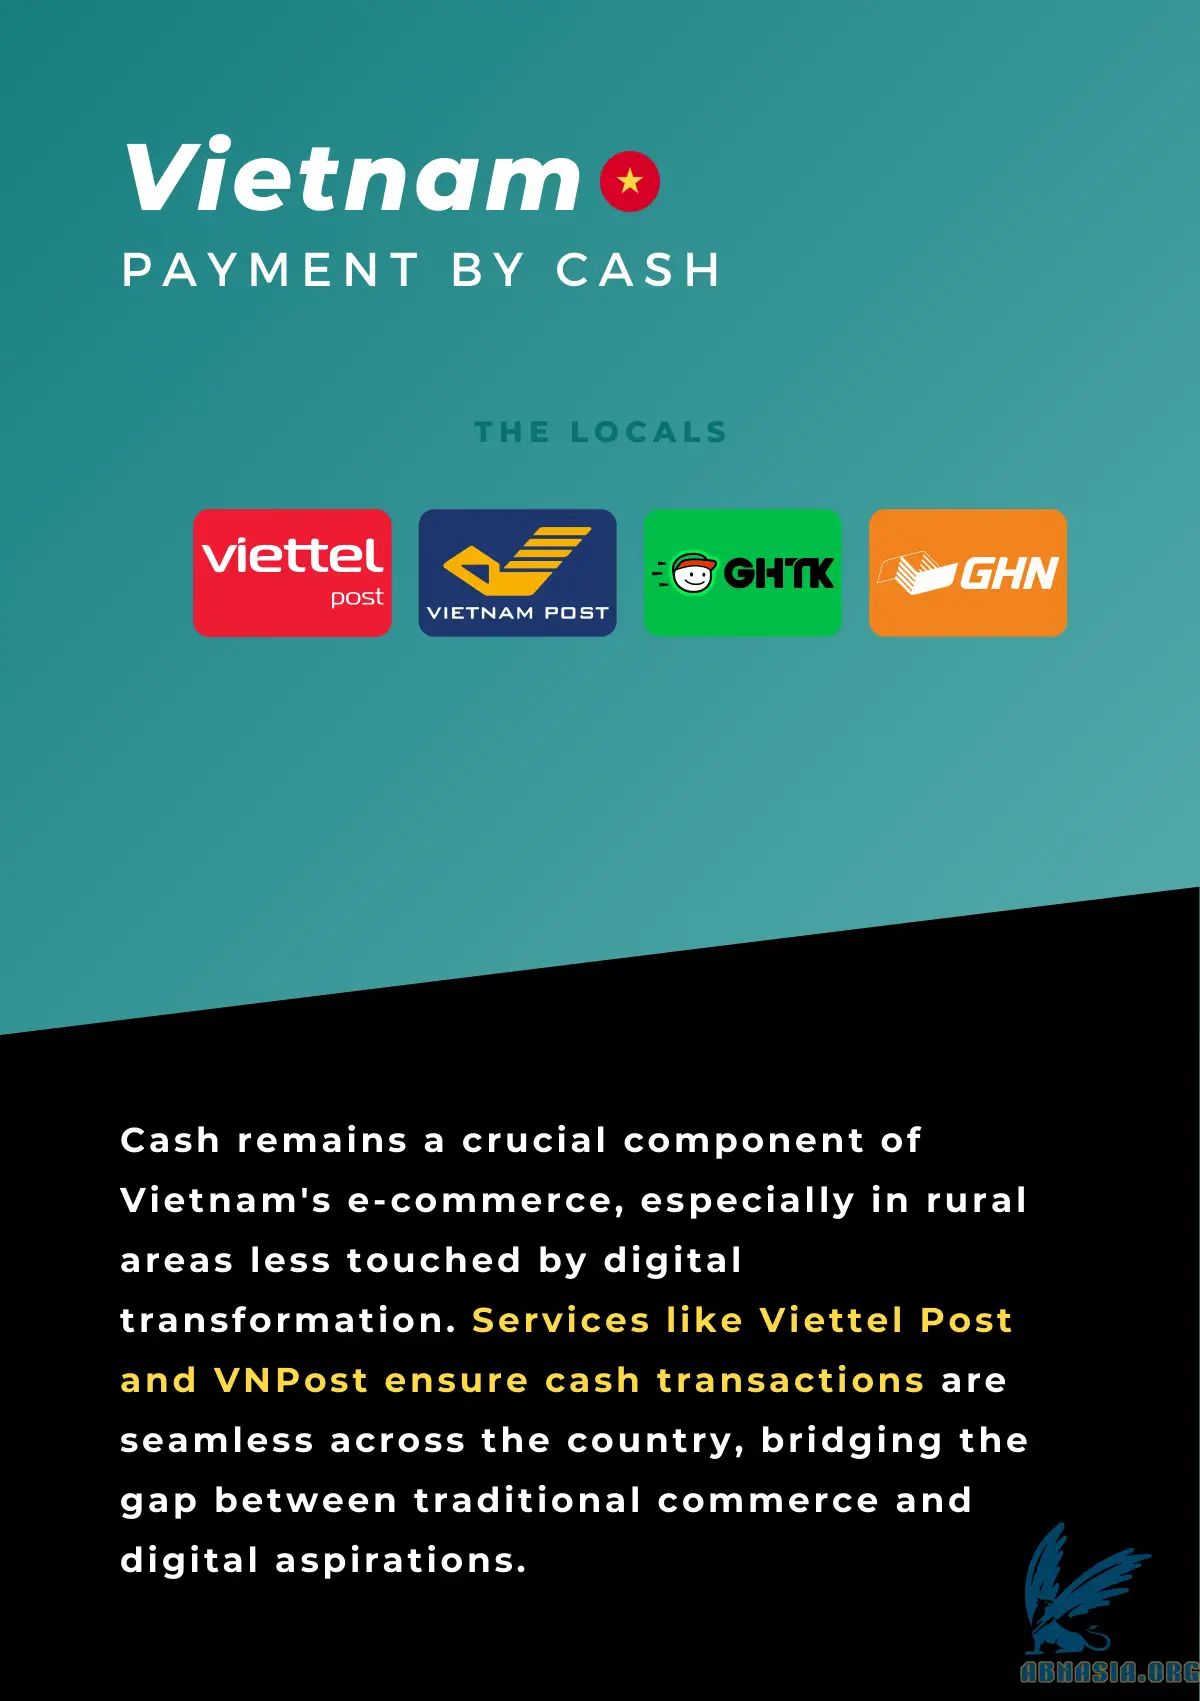 Vietnam
PAYMENT BY CASH
THE LOCALS
viettel
post
VIETNAM POST
GHTK
GHN
Cash remains a crucial component of
Vietnam's e-commerce, especially in rural
areas less touched by digital
transformation. Services like Viettel Post
and VNPost ensure cash transactions are
seamless across the country, bridging the
gap between traditional commerce and
digital aspirations.
ABNASIA.ORG